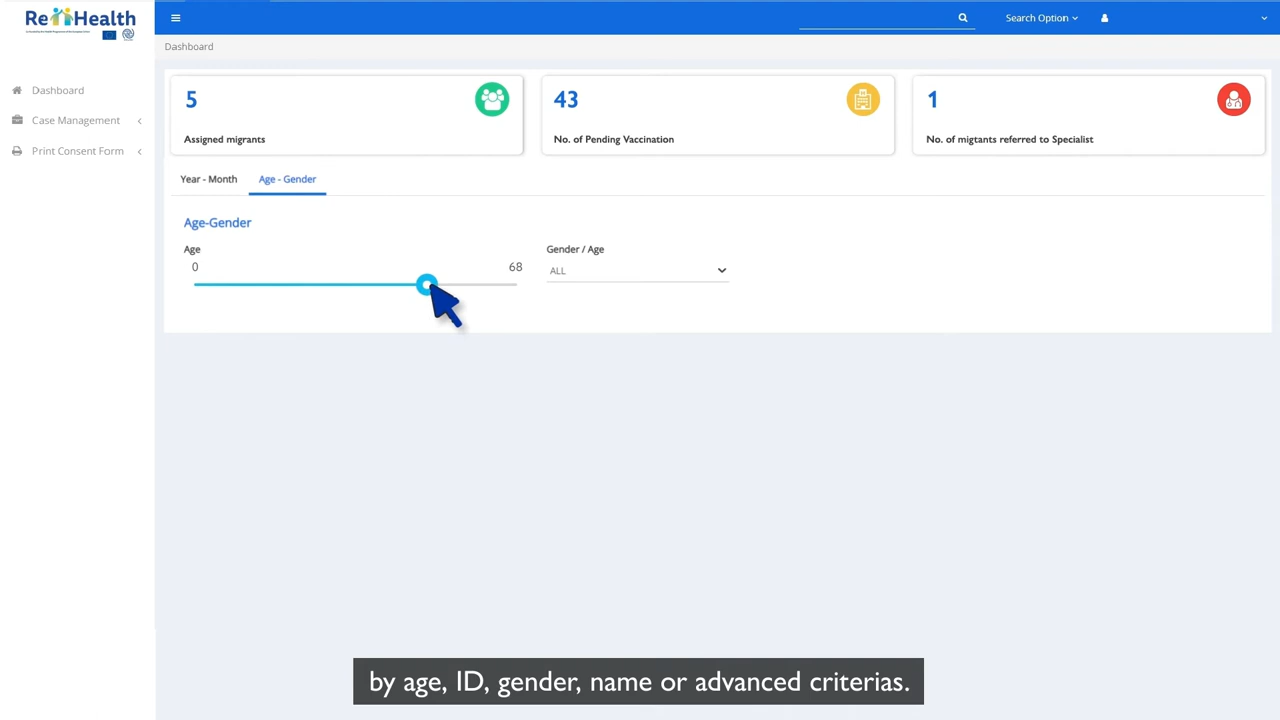 Re Health
Search Option
Dashboard
Dashboard
Case Management
Print Consent Form
5
Assigned migrants
43
No. of Pending Vaccination
1
No. of migtants referred to Specialist
Year - Month
Age - Gender
Age-Gender
Age
0
68
Gender / Age
ALL
by age, ID, gender, name or advanced criterias.